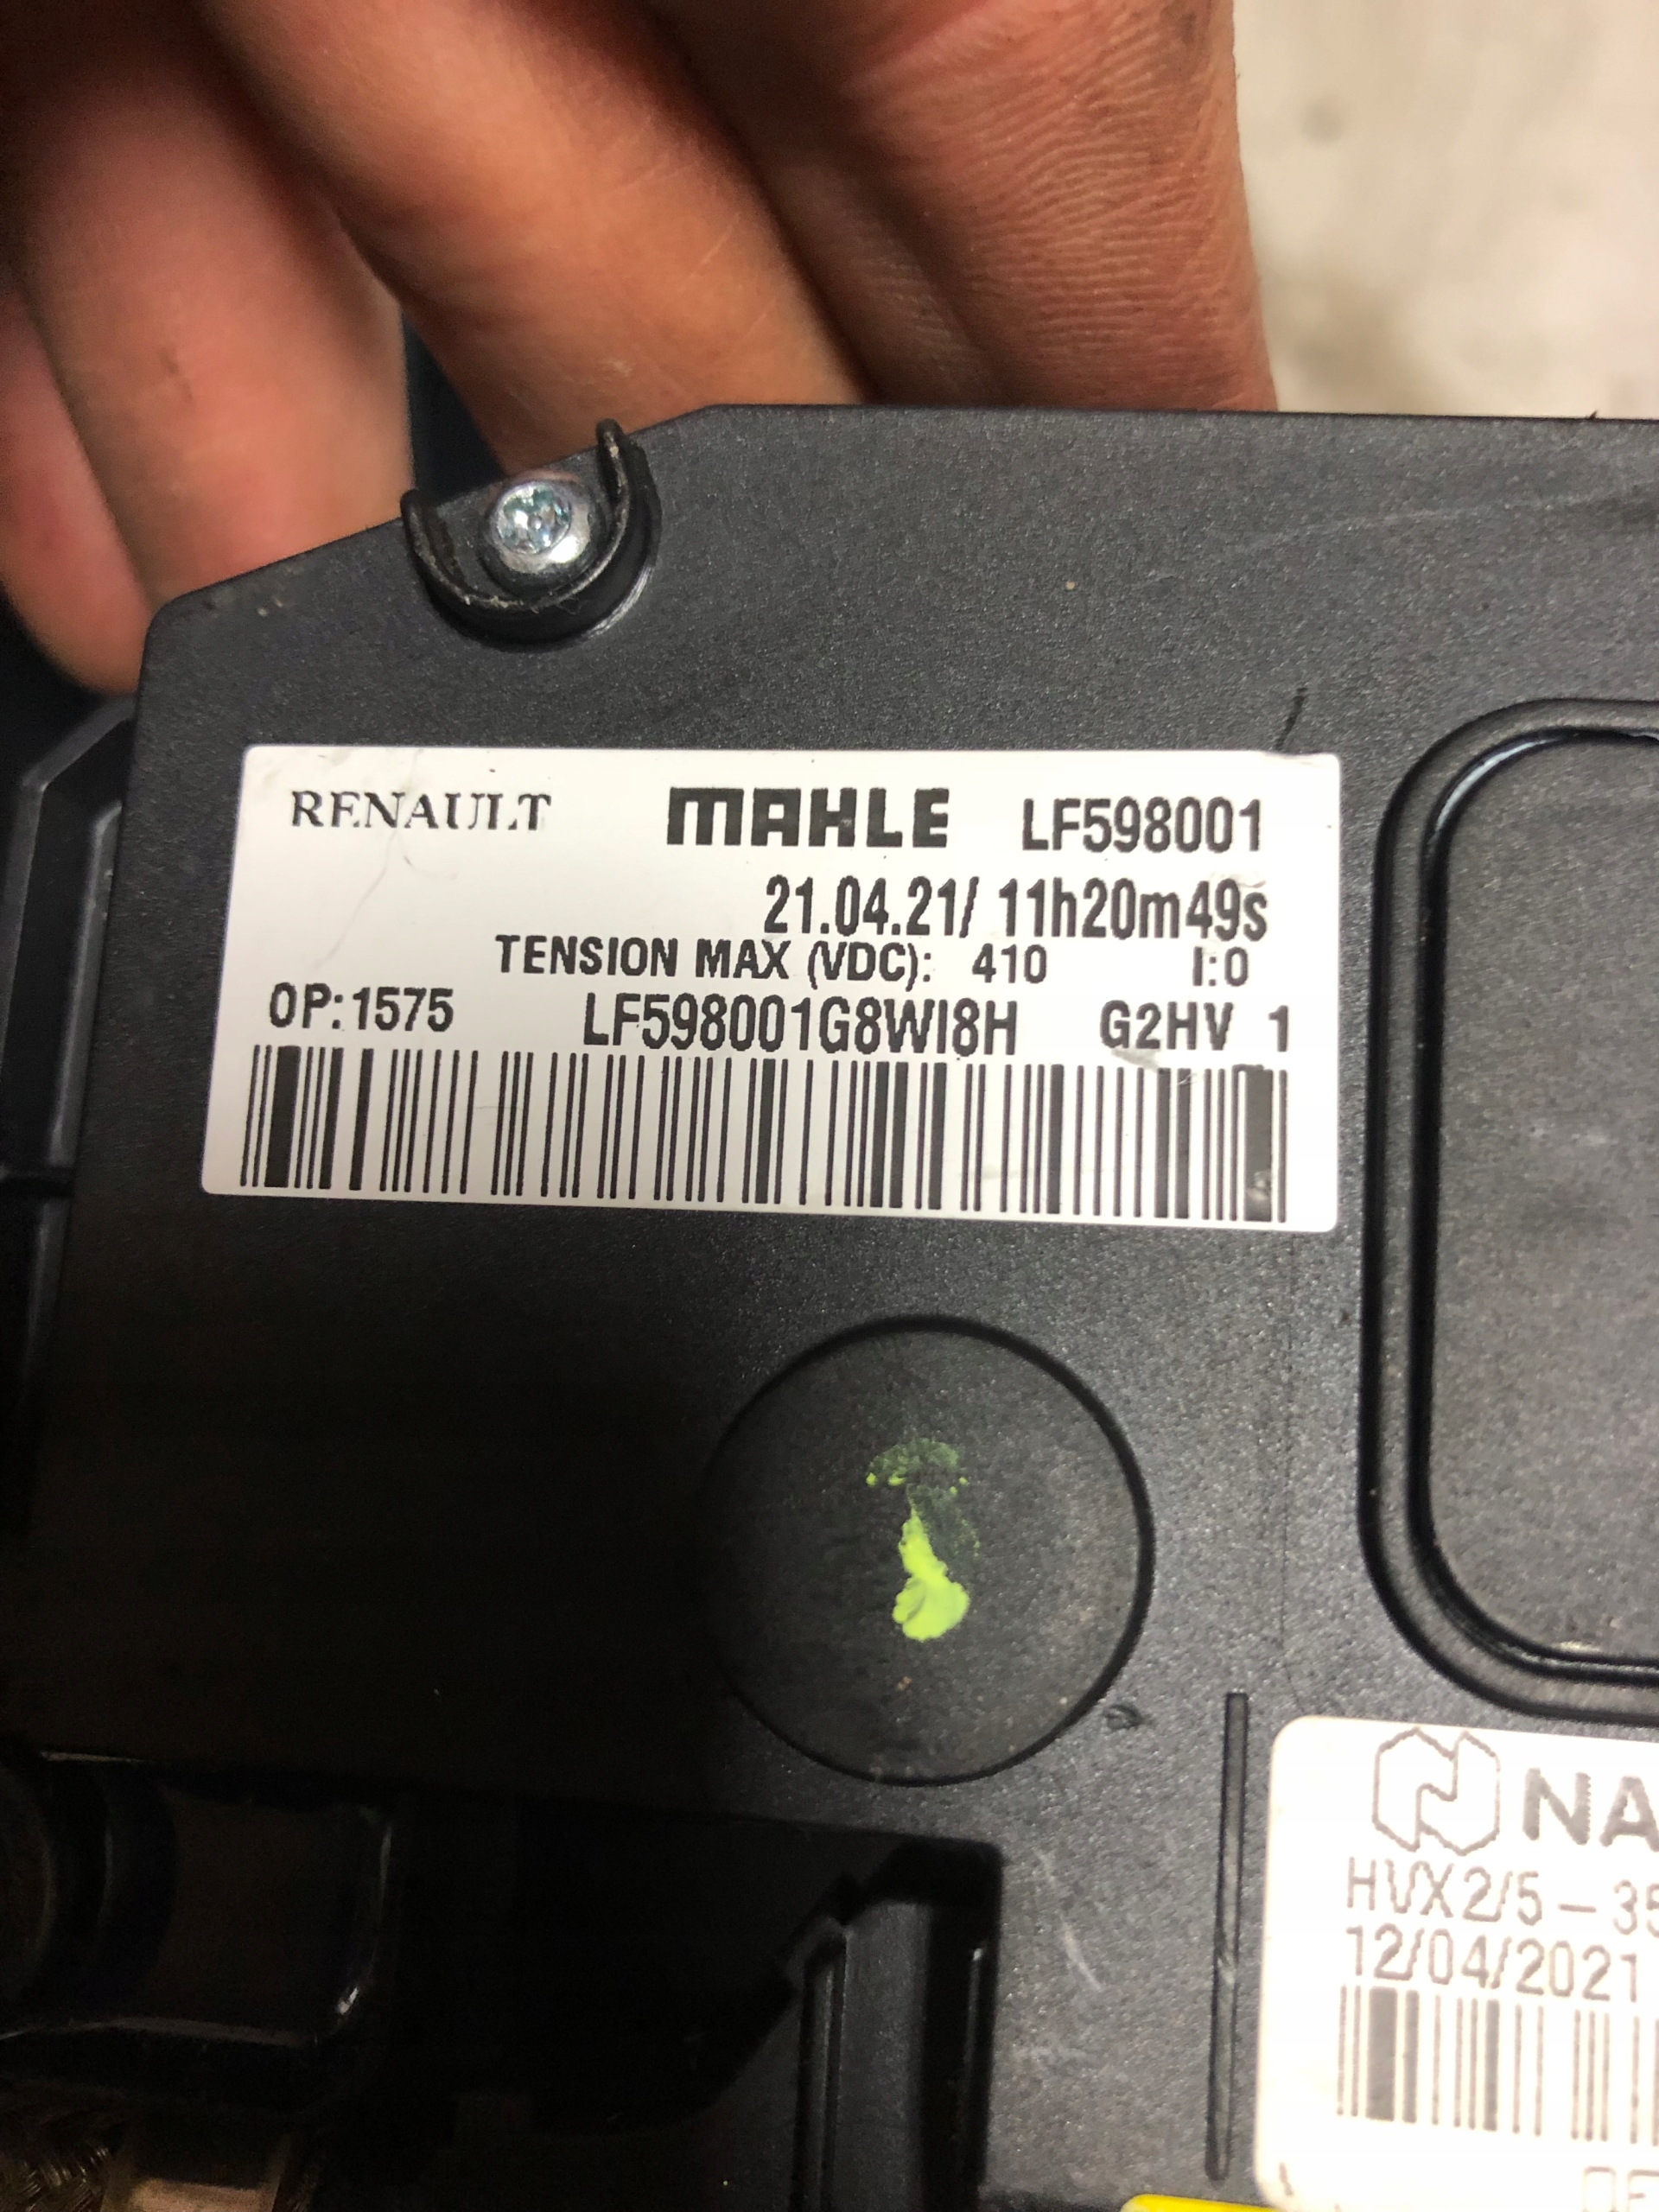 RENAULT MAHLE LF598001
21.04.21/ 11h20m49s
TENSION MAX (VDC): 410 I:0
OP:1575 LF598001G8WI8H G2HV 1
NA
HVX2/5-35
12/04/2021